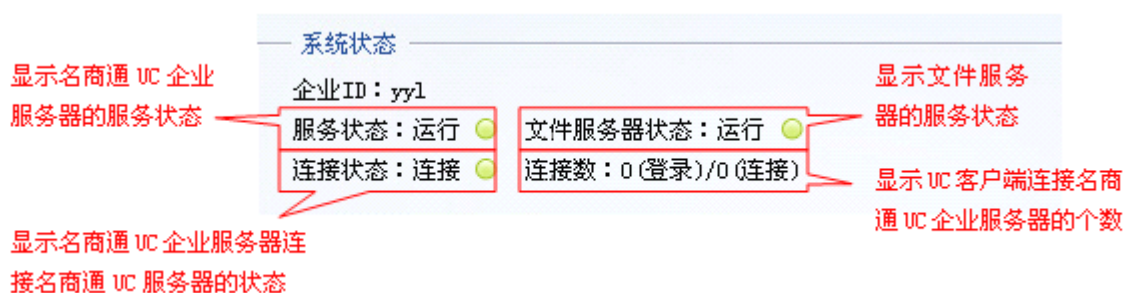 系统状态
显示名商通 UC 企业
服务器的服务状态
企业ID：yyl
服务状态：运行
文件服务器状态：运行
显示文件服务
器的服务状态
连接状态：连接
连接数：0(登录)/0(连接)
显示 UC 客户端连接名商
通 UC 企业服务器的个数
显示名商通 UC 企业服务器连
接名商通 UC 服务器的状态